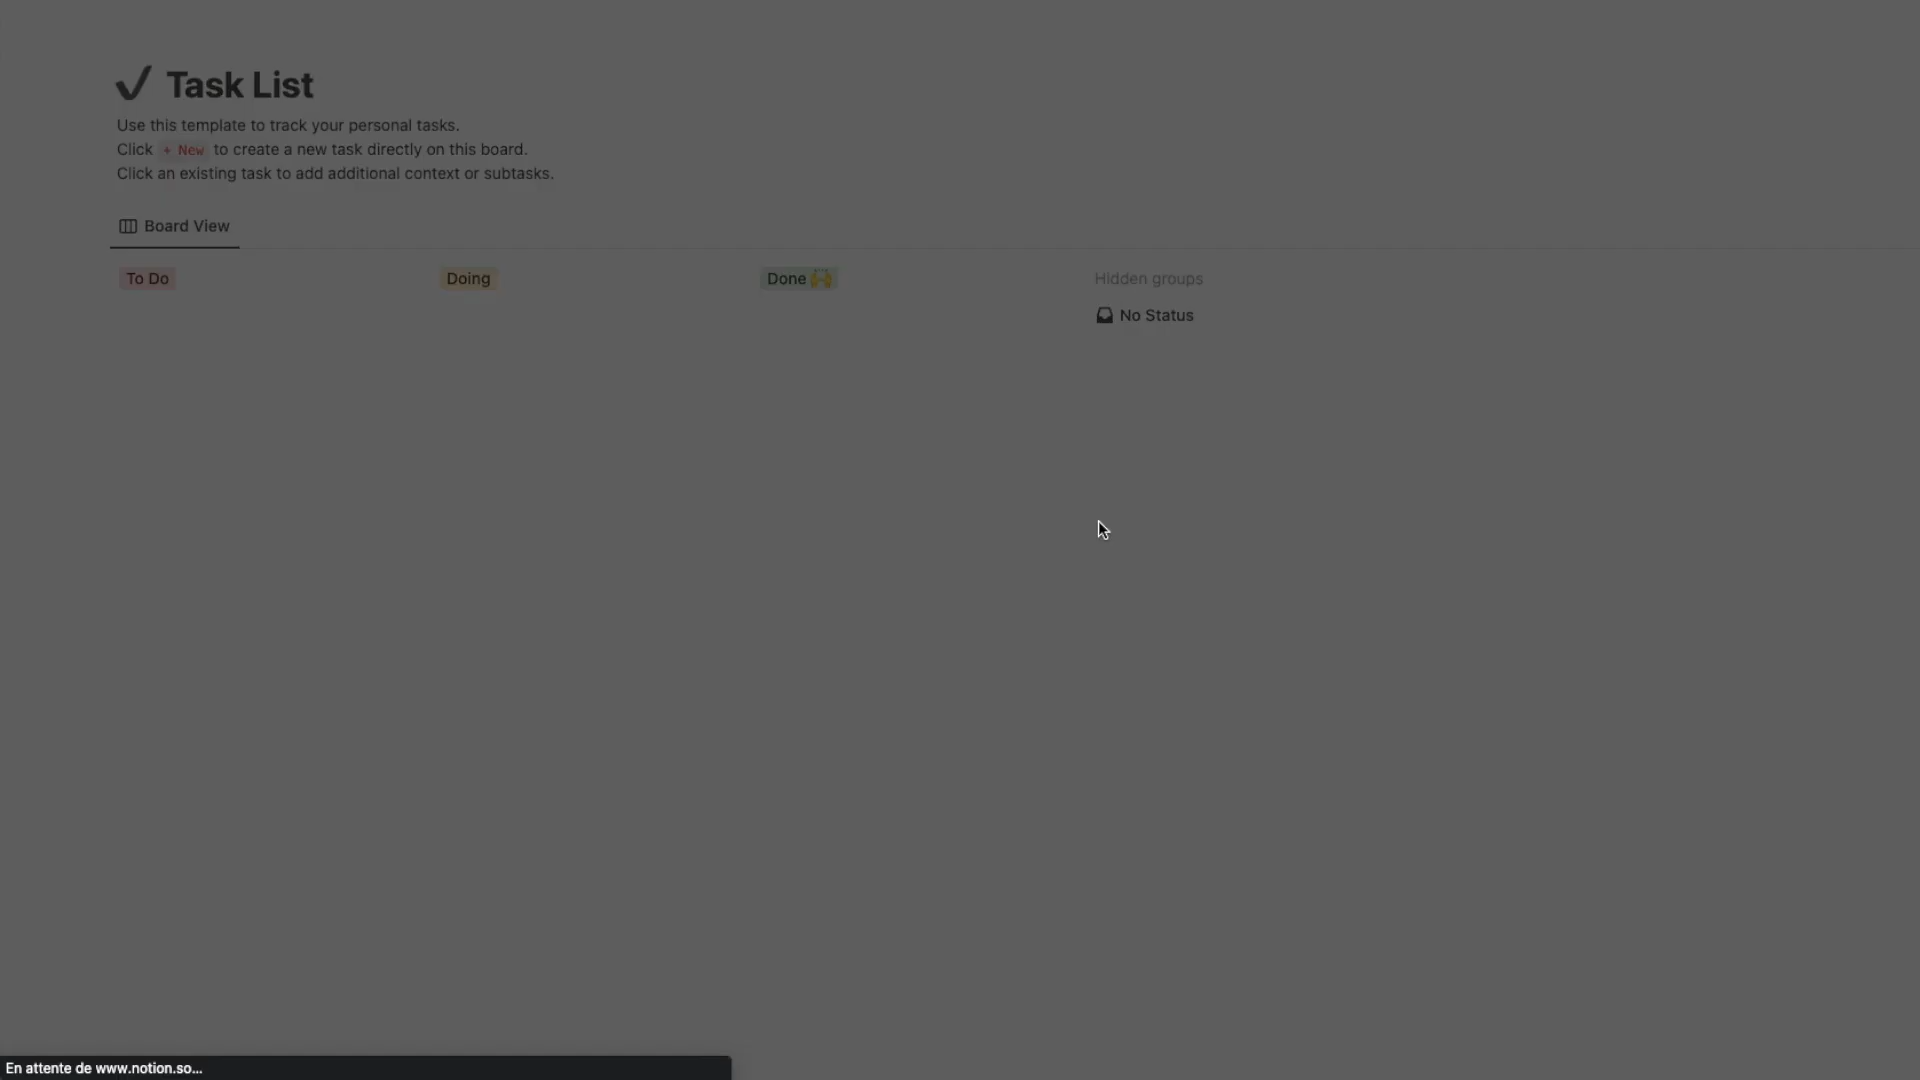 ✔ Task List
Use this template to track your personal tasks.
Click + New to create a new task directly on this board.
Click an existing task to add additional context or subtasks.
Board View
To Do
Doing
Done 🙌
Hidden groups
No Status
En attente de www.notion.so...